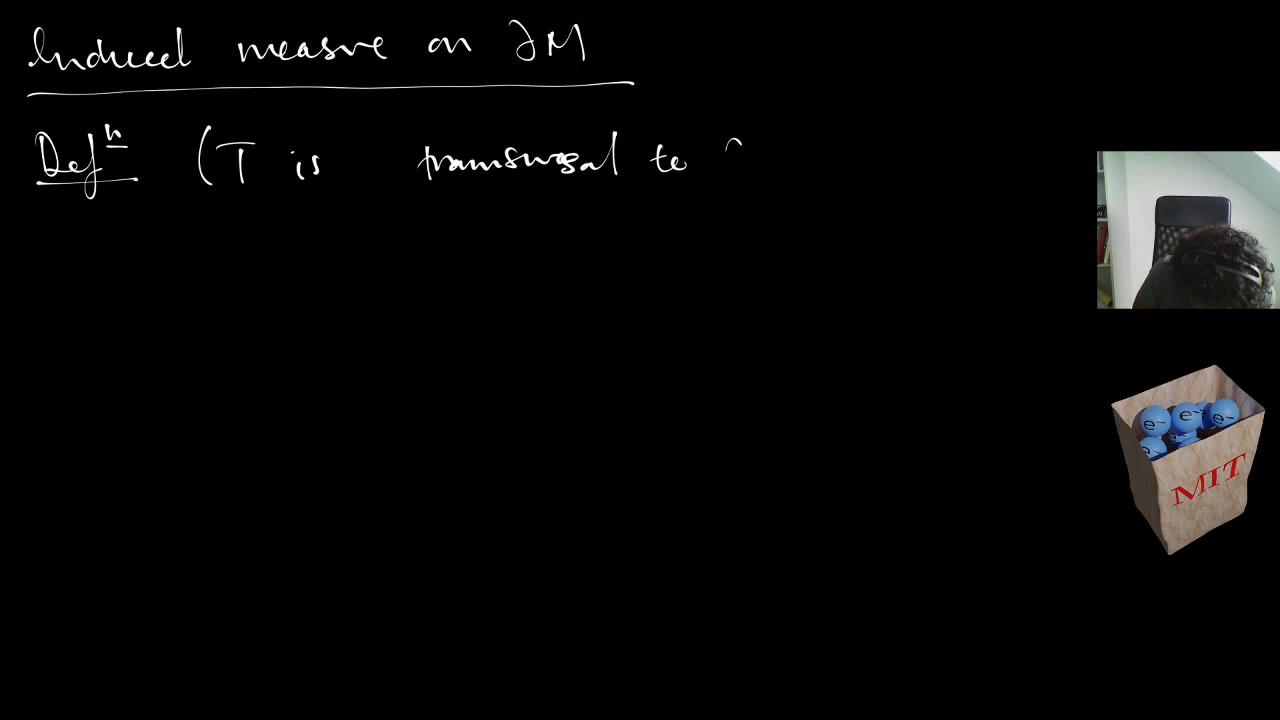 Induced measure on ∂M
Defⁿ (T is transversal to
e⁻ e⁻ e⁻
e⁻ e⁻
MIT